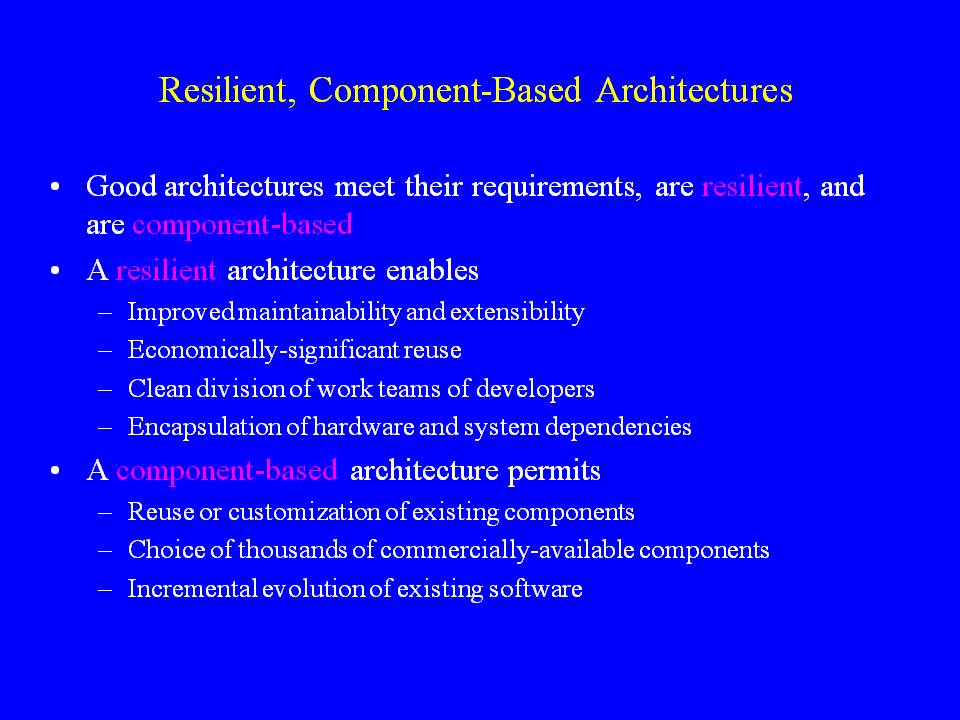 Resilient, Component-Based Architectures
• Good architectures meet their requirements, are resilient, and
are component-based
• A resilient architecture enables
– Improved maintainability and extensibility
– Economically-significant reuse
– Clean division of work teams of developers
– Encapsulation of hardware and system dependencies
• A component-based architecture permits
– Reuse or customization of existing components
– Choice of thousands of commercially-available components
– Incremental evolution of existing software